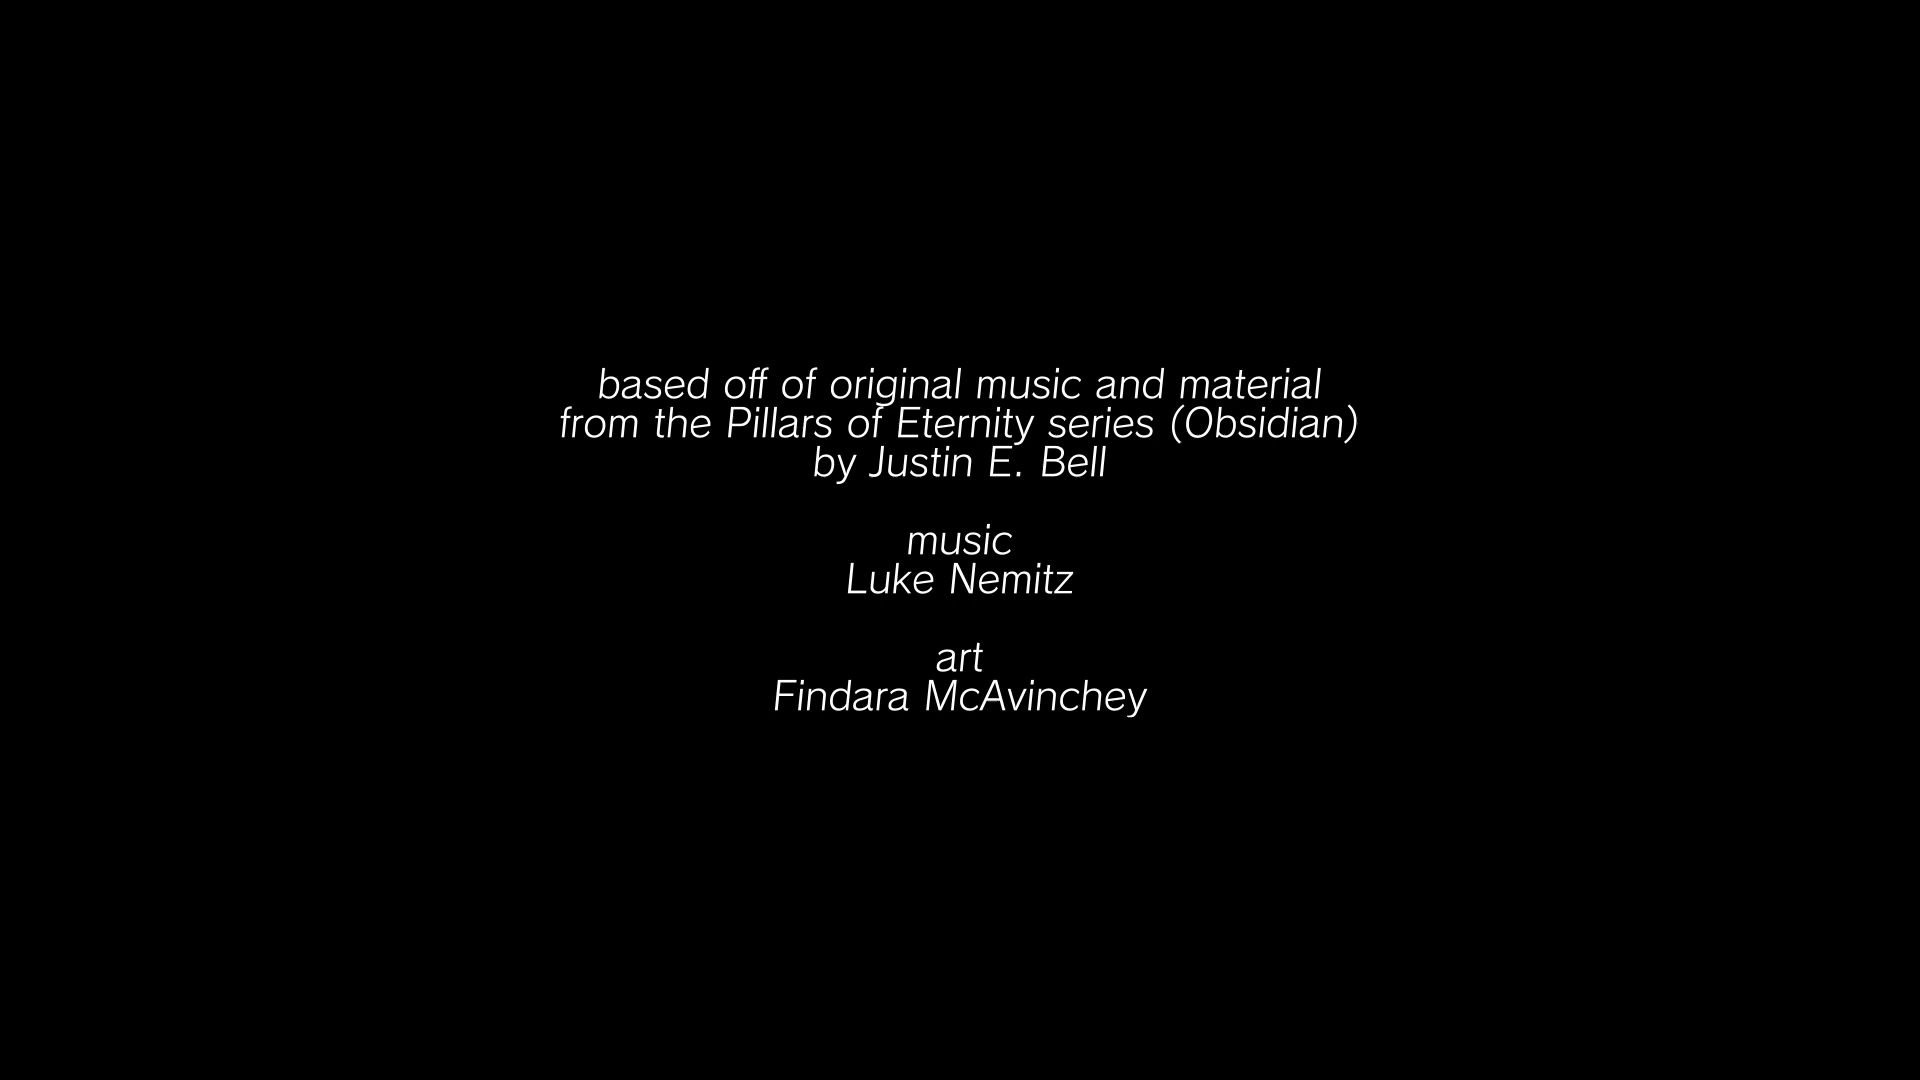 based off of original music and material
from the Pillars of Eternity series (Obsidian)
by Justin E. Bell
music
Luke Nemitz
art
Findara McAvinchey